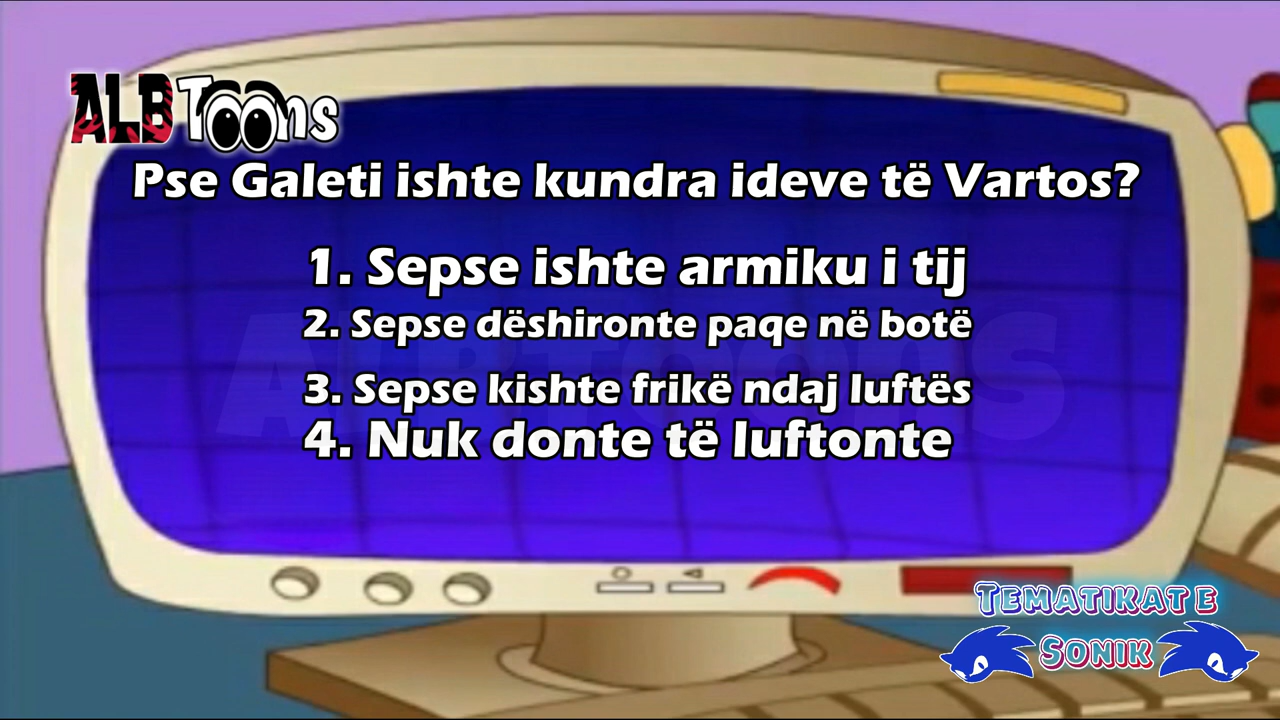 ALBToons
Pse Galeti ishte kundra ideve të Vartos?
1. Sepse ishte armiku i tij
2. Sepse dëshironte paqe në botë
3. Sepse kishte frikë ndaj luftës
4. Nuk donte të luftonte
ALBToons
Tematikat e
Sonik